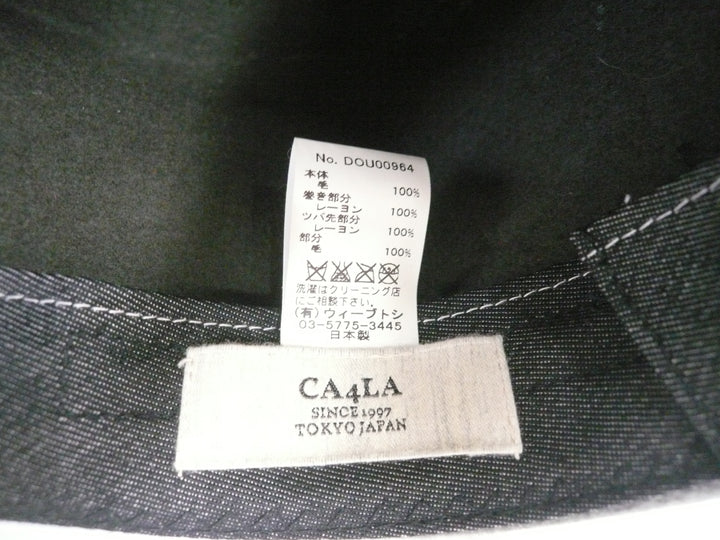 No. DOU00964
本体
毛 100%
巻き部分
レーヨン 100%
ツバ先部分
レーヨン 100%
部分
毛 100%
洗濯はクリーニング店
にご相談下さい。
(有) ウィーブトシ
03-5775-3445
日本製
CA4LA
SINCE 1997
TOKYO JAPAN